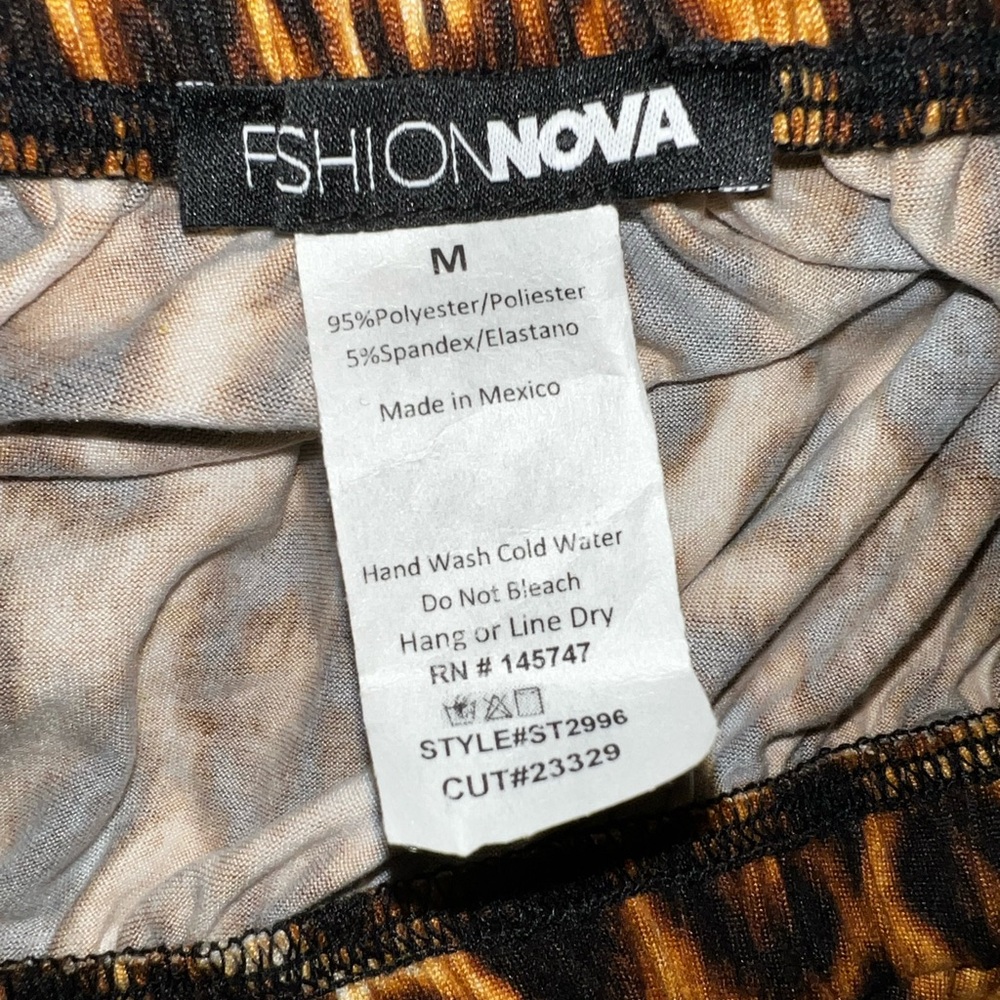 FSHIONNOVA
M
95%Polyester/Poliester
5%Spandex/Elastano
Made in Mexico
Hand Wash Cold Water
Do Not Bleach
Hang or Line Dry
RN # 145747
STYLE#ST2996
CUT#23329